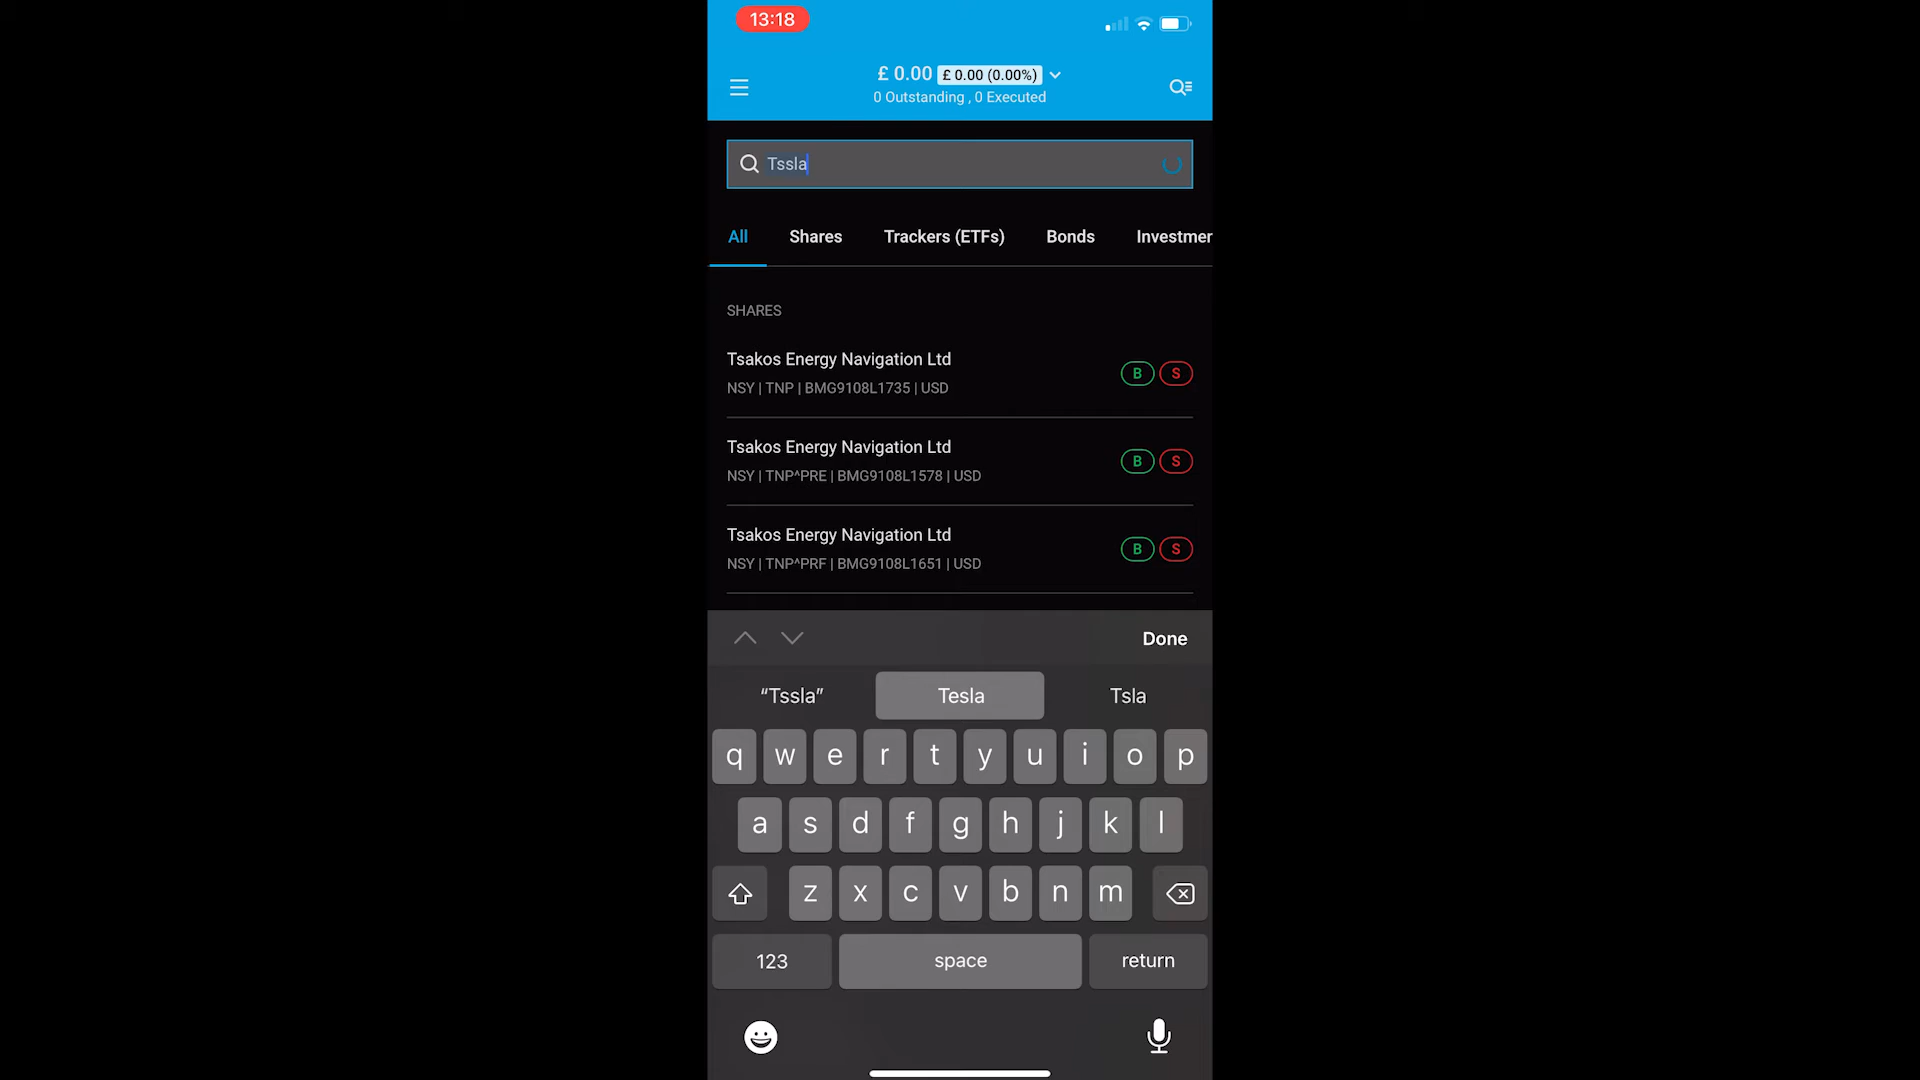 13:18
£ 0.00 £ 0.00 (0.00%)
0 Outstanding , 0 Executed
Tssla
All Shares Trackers (ETFs) Bonds Investmer
SHARES
Tsakos Energy Navigation Ltd
NSY | TNP | BMG9108L1735 | USD
B S
Tsakos Energy Navigation Ltd
NSY | TNP^PRE | BMG9108L1578 | USD
B S
Tsakos Energy Navigation Ltd
NSY | TNP^PRF | BMG9108L1651 | USD
B S
Done
“Tssla” Tesla Tsla
q w e r t y u i o p
a s d f g h j k l
z x c v b n m
123 space return